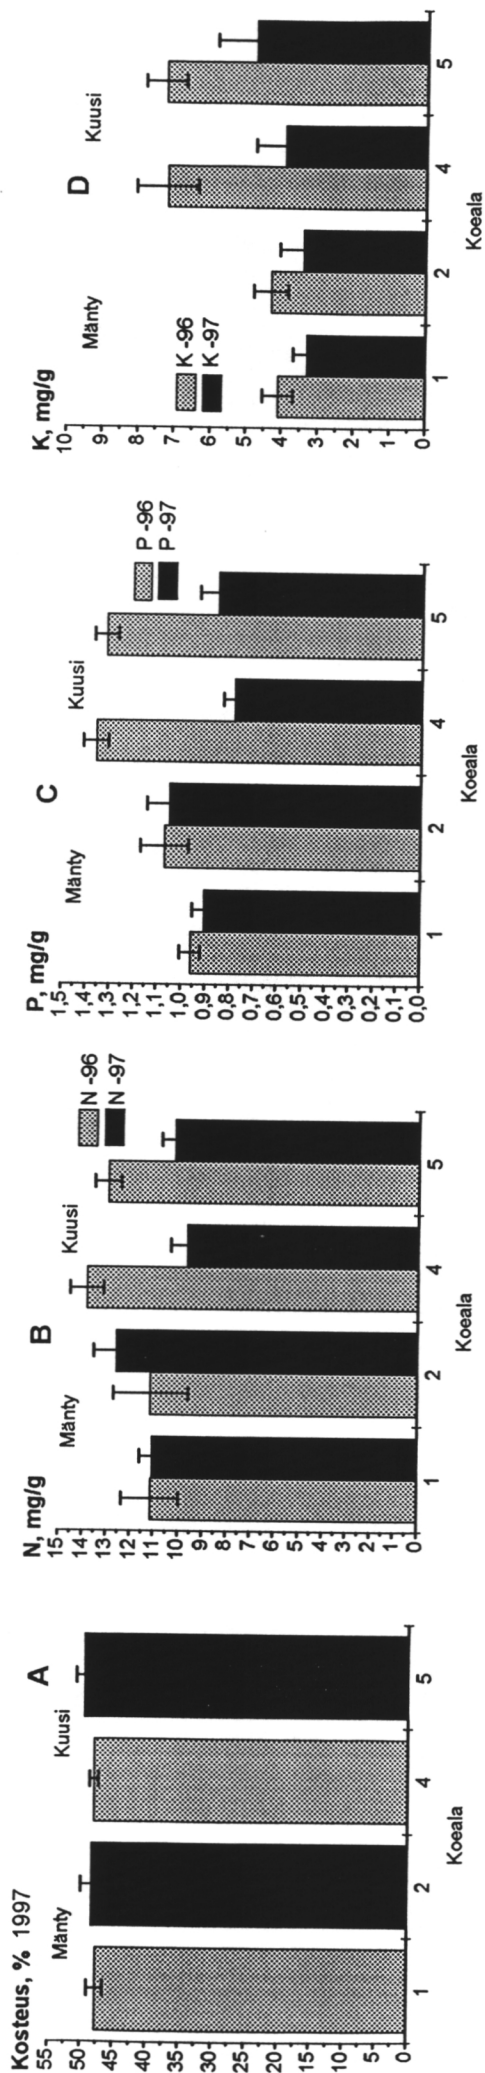 Kosteus, % 1997
A
Mänty
Kuusi
55
50
45
40
35
30
25
20
15
10
5
0
1 2 4 5
Koeala
N, mg/g
B
Mänty
Kuusi
N -96
N -97
15
14
13
12
11
10
9
8
7
6
5
4
3
2
1
0
1 2 4 5
Koeala
P, mg/g
C
Mänty
Kuusi
P -96
P -97
1,5
1,4
1,3
1,2
1,1
1,0
0,9
0,8
0,7
0,6
0,5
0,4
0,3
0,2
0,1
0,0
1 2 4 5
Koeala
K, mg/g
D
Mänty
Kuusi
K -96
K -97
10
9
8
7
6
5
4
3
2
1
0
1 2 4 5
Koeala